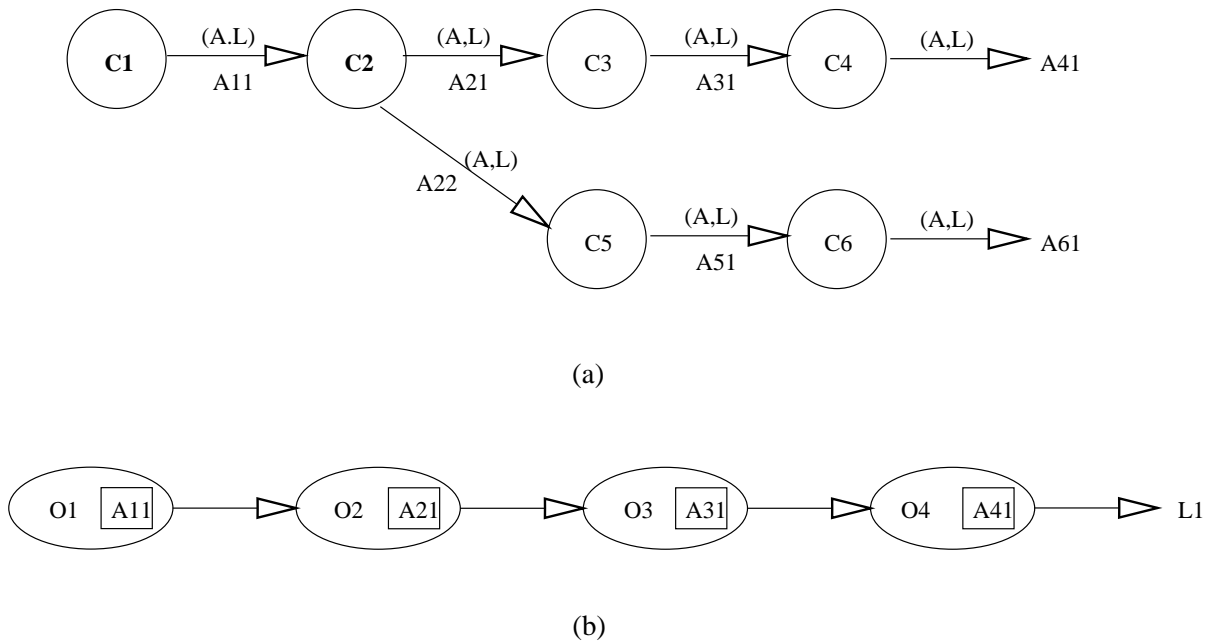 (A.L) (A,L) (A,L) (A,L)
C1 C2 C3 C4 A41
A11 A21 A31
(A,L)
A22
(A,L) (A,L)
C5 C6 A61
A51
(a)
O1 A11 O2 A21 O3 A31 O4 A41 L1
(b)